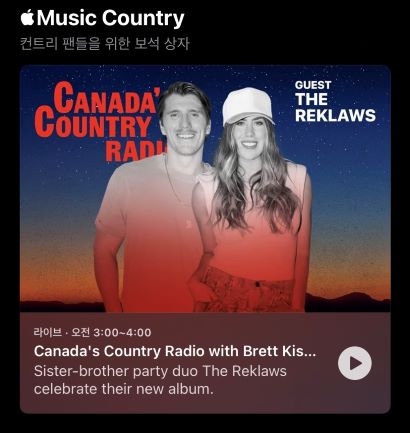 Music Country
컨트리 팬들을 위한 보석 상자
CANADA'
COUNTRY
RADI
GUEST
THE
REKLAWS
라이브 · 오전 3:00~4:00
Canada's Country Radio with Brett Kis...
Sister-brother party duo The Reklaws
celebrate their new album.